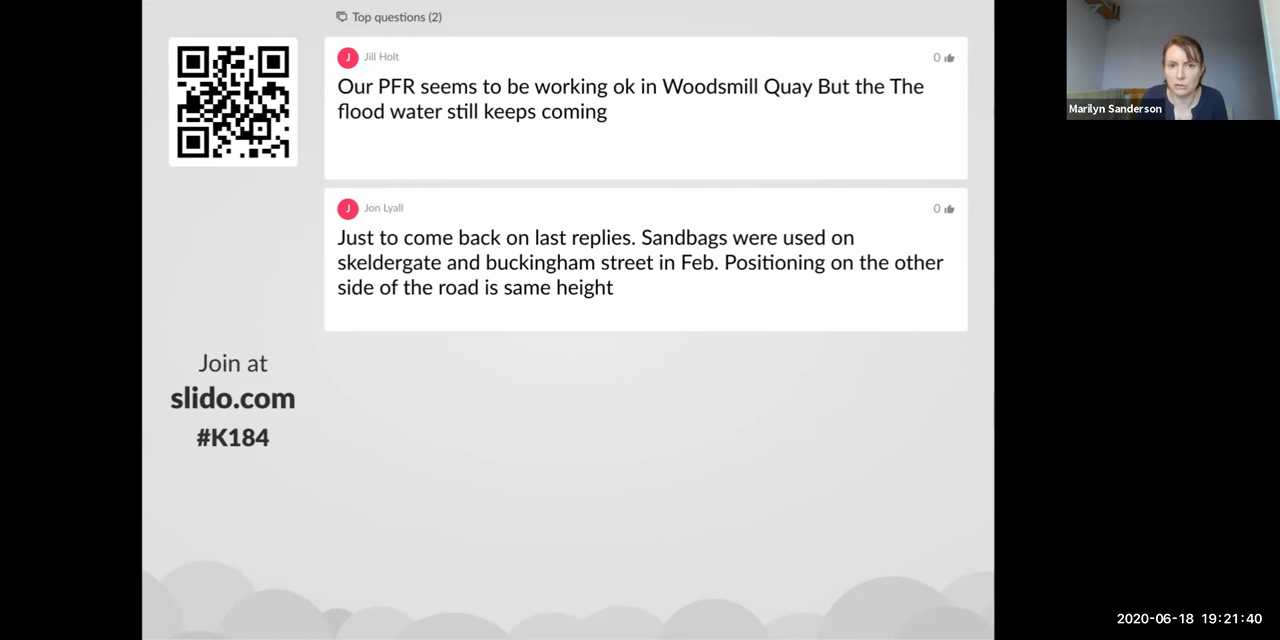 Top questions (2)
J Jill Holt
0
Our PFR seems to be working ok in Woodsmill Quay But the The
flood water still keeps coming
J Jon Lyall
0
Just to come back on last replies. Sandbags were used on
skeldergate and buckingham street in Feb. Positioning on the other
side of the road is same height
Join at
slido.com
#K184
Marilyn Sanderson
2020-06-18 19:21:40